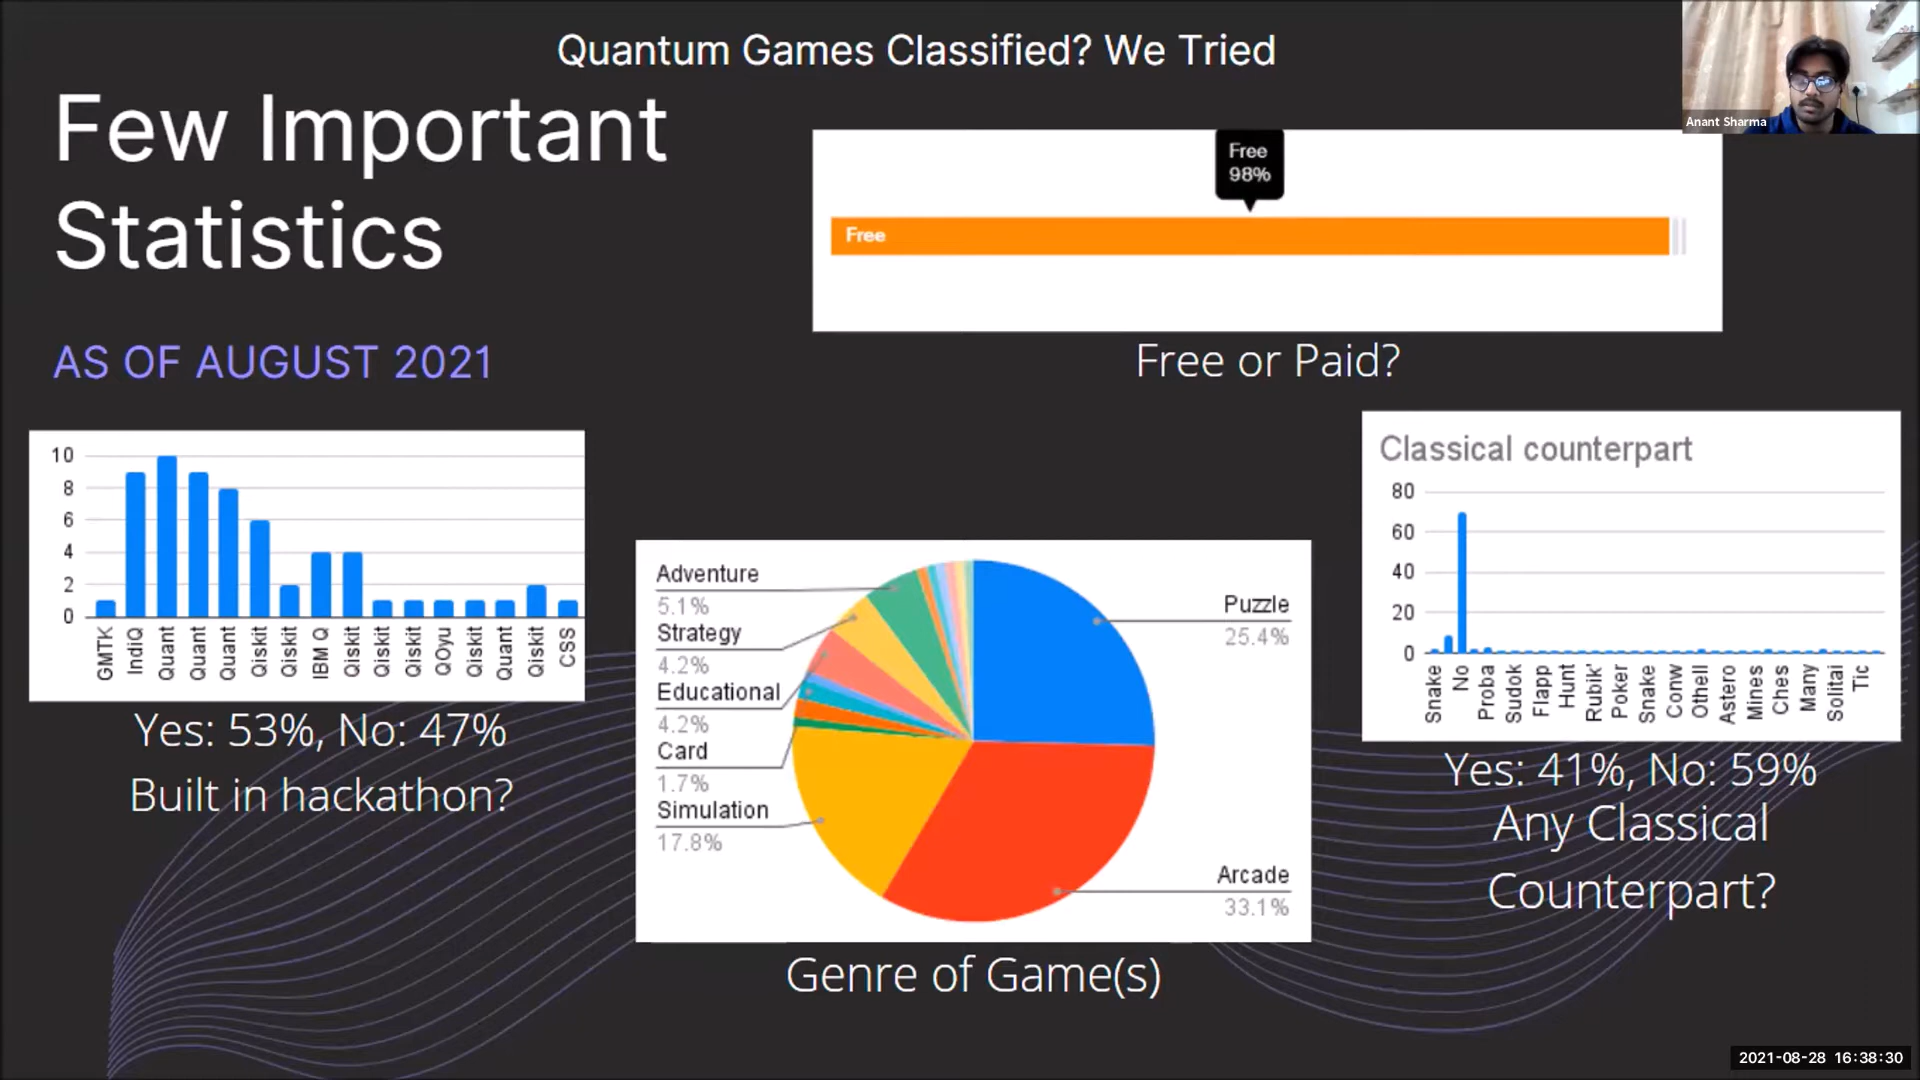 Quantum Games Classified? We Tried
Few Important
Statistics
AS OF AUGUST 2021
Anant Sharma
Free
98%
Free
Free or Paid?
10
8
6
4
2
0
GMTK
IndiQ
Quant
Quant
Quant
Qiskit
Qiskit
IBM Q
Qiskit
Qiskit
Qiskit
QOyu
Qiskit
Quant
Qiskit
CSS
Yes: 53%, No: 47%
Built in hackathon?
Adventure
5.1%
Strategy
4.2%
Educational
4.2%
Card
1.7%
Simulation
17.8%
Puzzle
25.4%
Arcade
33.1%
Genre of Game(s)
Classical counterpart
80
60
40
20
0
Snake
No
Proba
Sudok
Flapp
Hunt
Rubik'
Poker
Snake
Conw
Othell
Astero
Mines
Ches
Many
Solitai
Tic
Yes: 41%, No: 59%
Any Classical
Counterpart?
2021-08-28 16:38:30